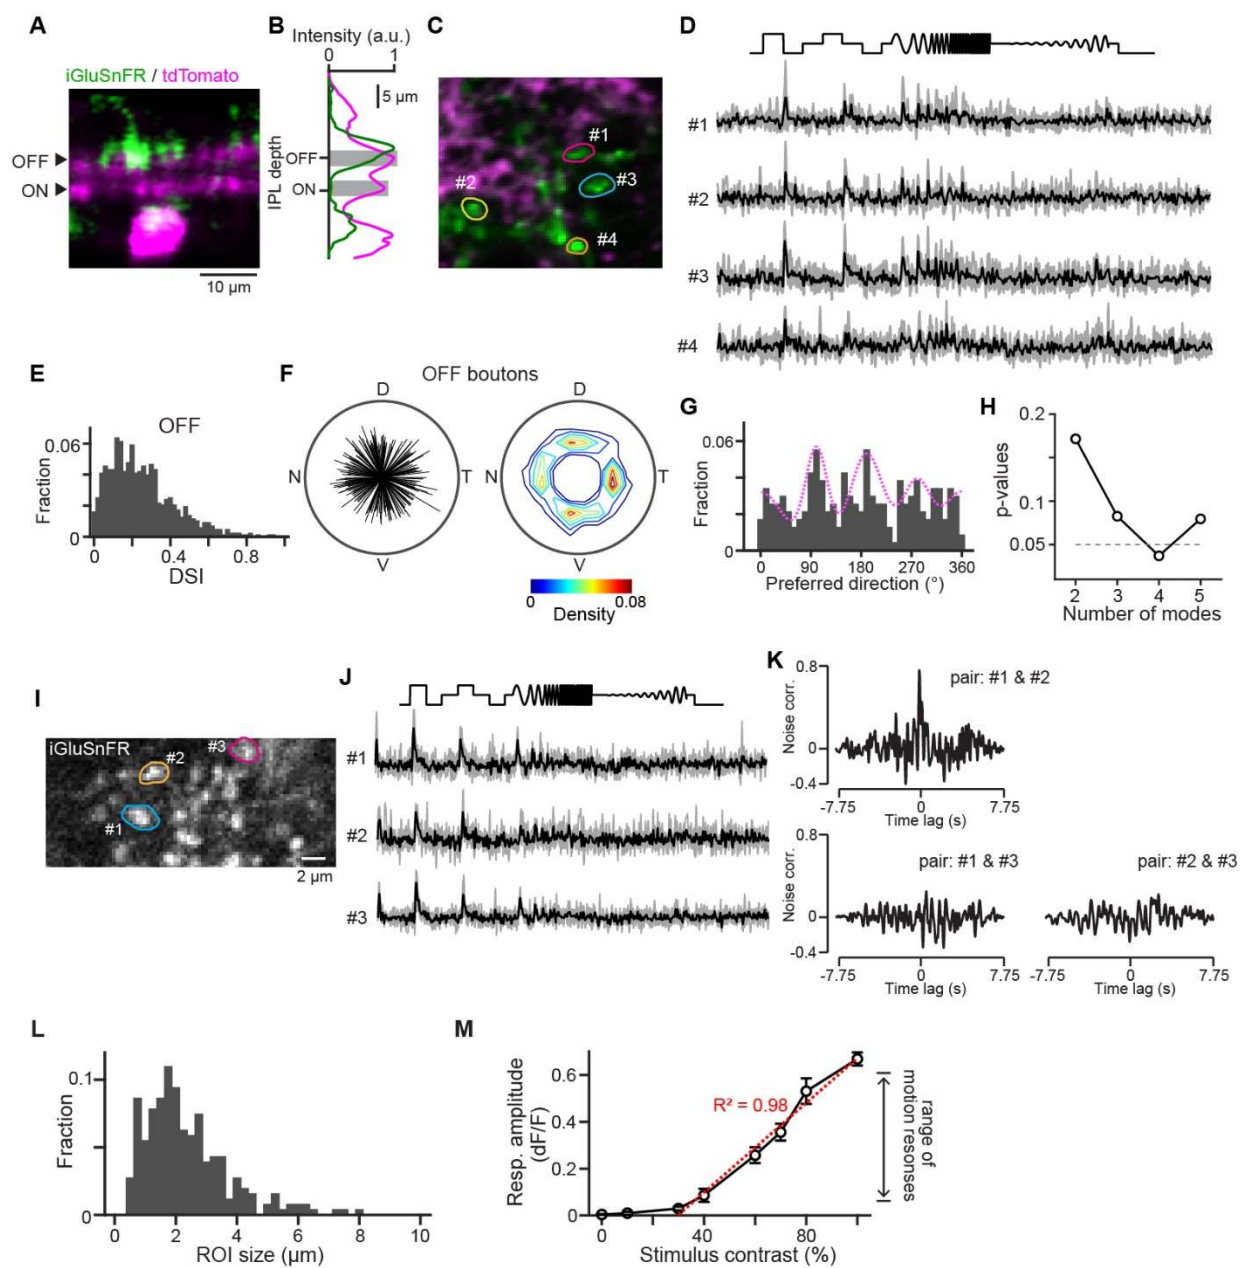 A
iGluSnFR / tdTomato
OFF
ON
10 µm
B
Intensity (a.u.)
0 1
5 µm
OFF
ON
IPL depth
C
#1
#2
#3
#4
D
#1
#2
#3
#4
E
OFF
0.06
0
Fraction
0 0.4 0.8
DSI
F
OFF boutons
D
N T
V
D
N T
V
0 0.08
Density
G
0.06
0
Fraction
0 90 180 270 360
Preferred direction (°)
H
0.2
0.1
0.05
p-values
2 3 4 5
Number of modes
I
iGluSnFR
#3
#2
#1
2 µm
J
#1
#2
#3
K
0.8
0
-0.4
Noise corr.
pair: #1 & #2
-7.75 0 7.75
Time lag (s)
0.8
0
-0.4
Noise corr.
pair: #1 & #3
-7.75 0 7.75
Time lag (s)
pair: #2 & #3
-7.75 0 7.75
Time lag (s)
L
0.1
0
Fraction
0 2 4 6 8 10
ROI size (µm)
M
0.6
0.4
0.2
0
Resp. amplitude
(dF/F)
R² = 0.98
0 40 60 80
Stimulus contrast (%)
range of
motion resonses